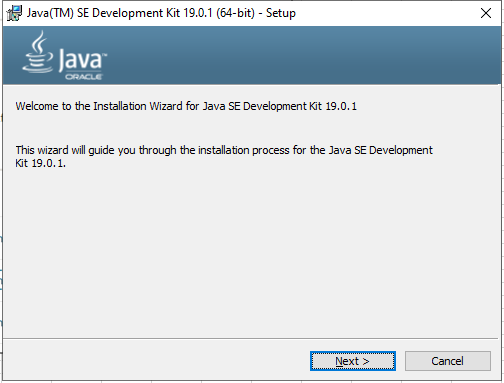 Java(TM) SE Development Kit 19.0.1 (64-bit) - Setup
Java™
ORACLE
Welcome to the Installation Wizard for Java SE Development Kit 19.0.1
This wizard will guide you through the installation process for the Java SE Development
Kit 19.0.1.
Next >
Cancel